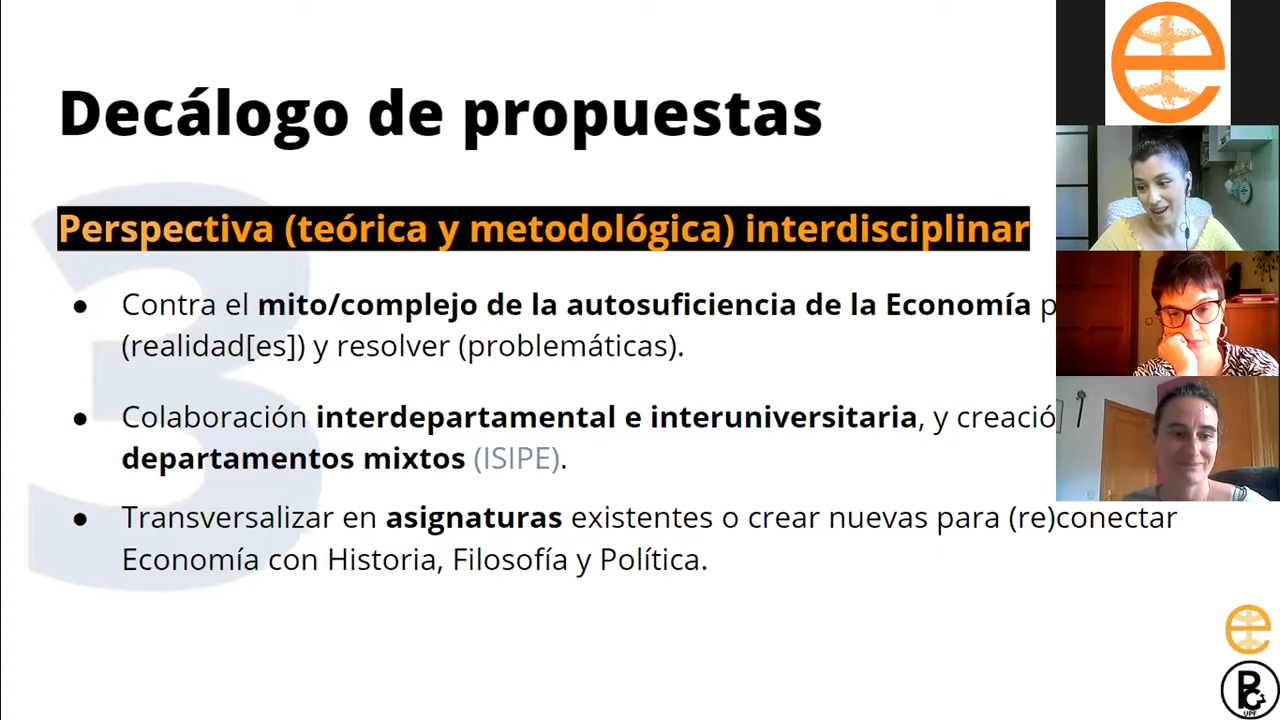 Decálogo de propuestas
3
Perspectiva (teórica y metodológica) interdisciplinar
● Contra el mito/complejo de la autosuficiencia de la Economía
(realidad[es]) y resolver (problemáticas).
● Colaboración interdepartamental e interuniversitaria, y creació
departamentos mixtos (ISIPE).
● Transversalizar en asignaturas existentes o crear nuevas para (re)conectar
Economía con Historia, Filosofía y Política.
UPF